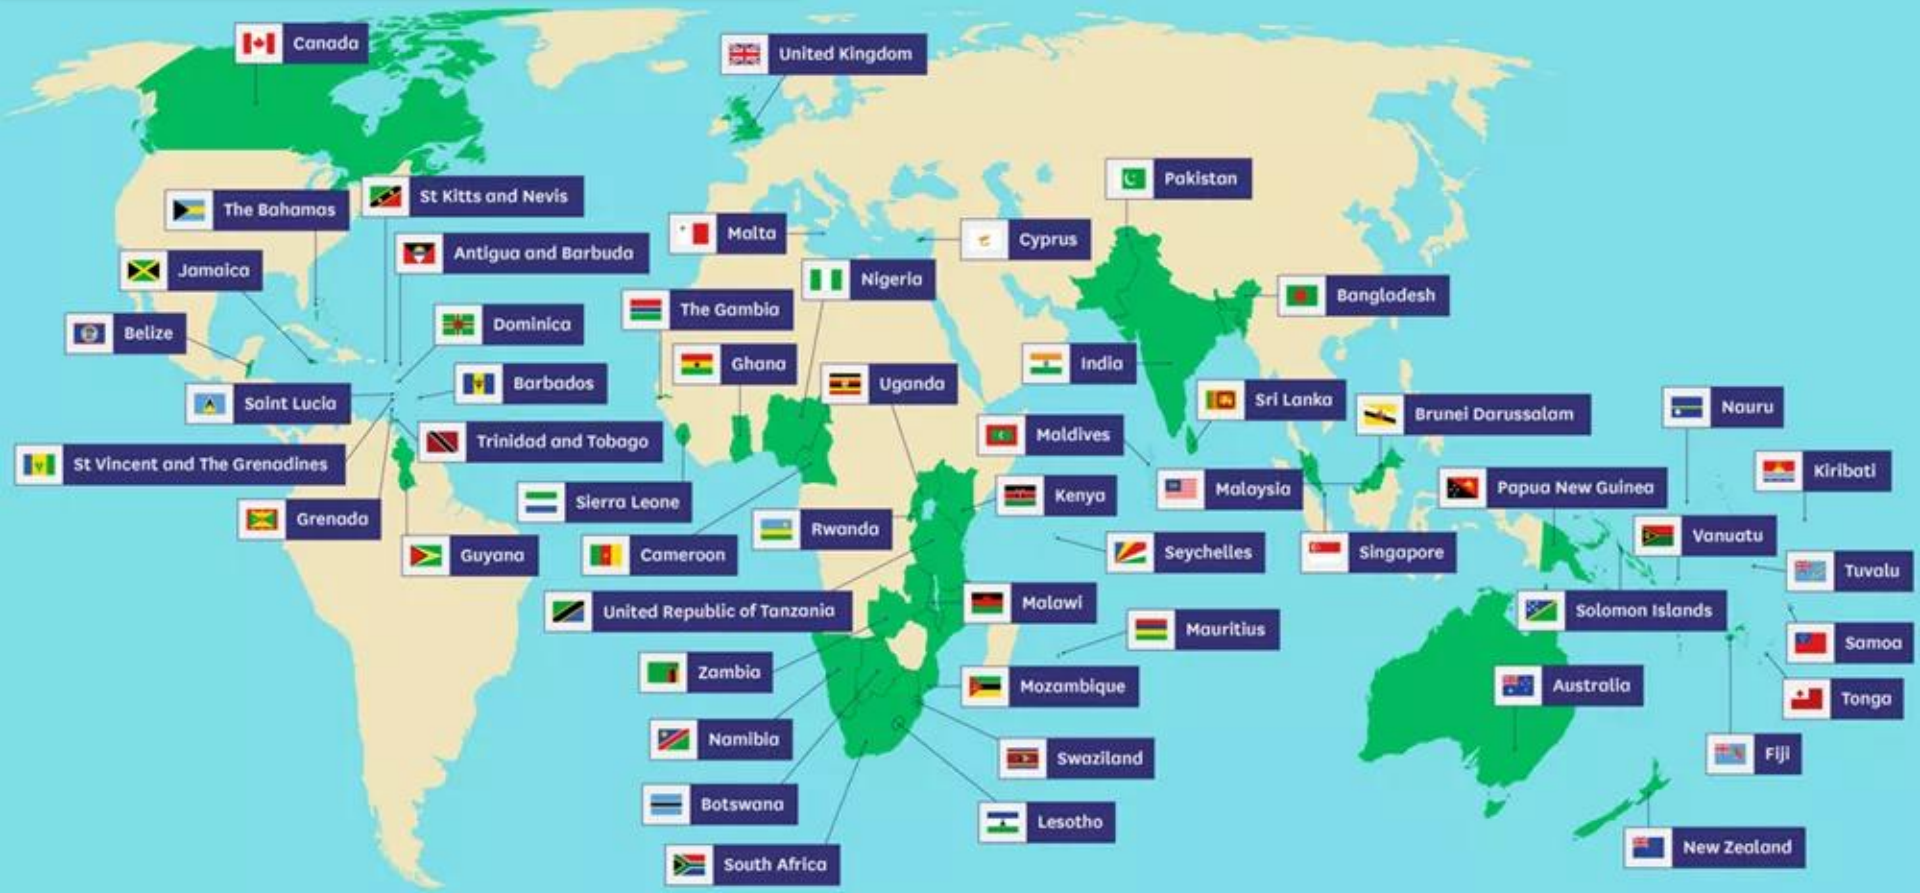 Canada
United Kingdom
Pakistan
St Kitts and Nevis
The Bahamas
Malta
Cyprus
Antigua and Barbuda
Jamaica
Nigeria
Bangladesh
The Gambia
Dominica
Belize
Ghana
India
Barbados
Uganda
Sri Lanka
Saint Lucia
Nauru
Brunei Darussalam
Maldives
Trinidad and Tobago
St Vincent and The Grenadines
Kiribati
Malaysia
Papua New Guinea
Kenya
Sierra Leone
Grenada
Rwanda
Vanuatu
Singapore
Seychelles
Guyana
Cameroon
Tuvalu
Malawi
United Republic of Tanzania
Solomon Islands
Mauritius
Samoa
Zambia
Australia
Mozambique
Tonga
Namibia
Fiji
Swaziland
Botswana
Lesotho
New Zealand
South Africa